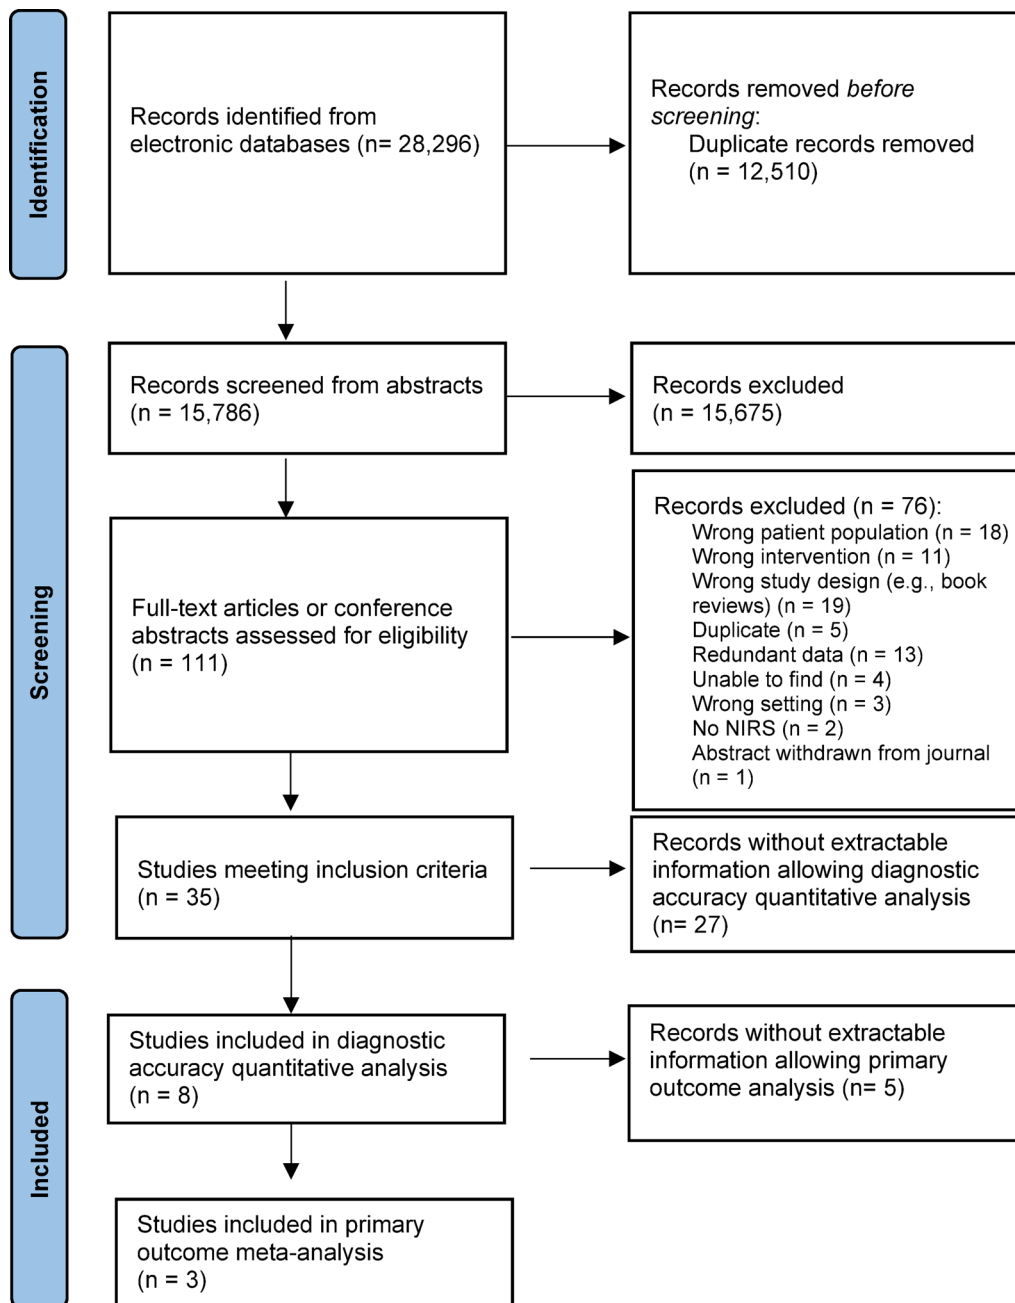 Identification
Records identified from
electronic databases (n= 28,296)
Records removed before
screening:
Duplicate records removed
(n = 12,510)
Screening
Records screened from abstracts
(n = 15,786)
Records excluded
(n = 15,675)
Full-text articles or conference
abstracts assessed for eligibility
(n = 111)
Records excluded (n = 76):
Wrong patient population (n = 18)
Wrong intervention (n = 11)
Wrong study design (e.g., book
reviews) (n = 19)
Duplicate (n = 5)
Redundant data (n = 13)
Unable to find (n = 4)
Wrong setting (n = 3)
No NIRS (n = 2)
Abstract withdrawn from journal
(n = 1)
Studies meeting inclusion criteria
(n = 35)
Records without extractable
information allowing diagnostic
accuracy quantitative analysis
(n= 27)
Included
Studies included in diagnostic
accuracy quantitative analysis
(n = 8)
Records without extractable
information allowing primary
outcome analysis (n= 5)
Studies included in primary
outcome meta-analysis
(n = 3)